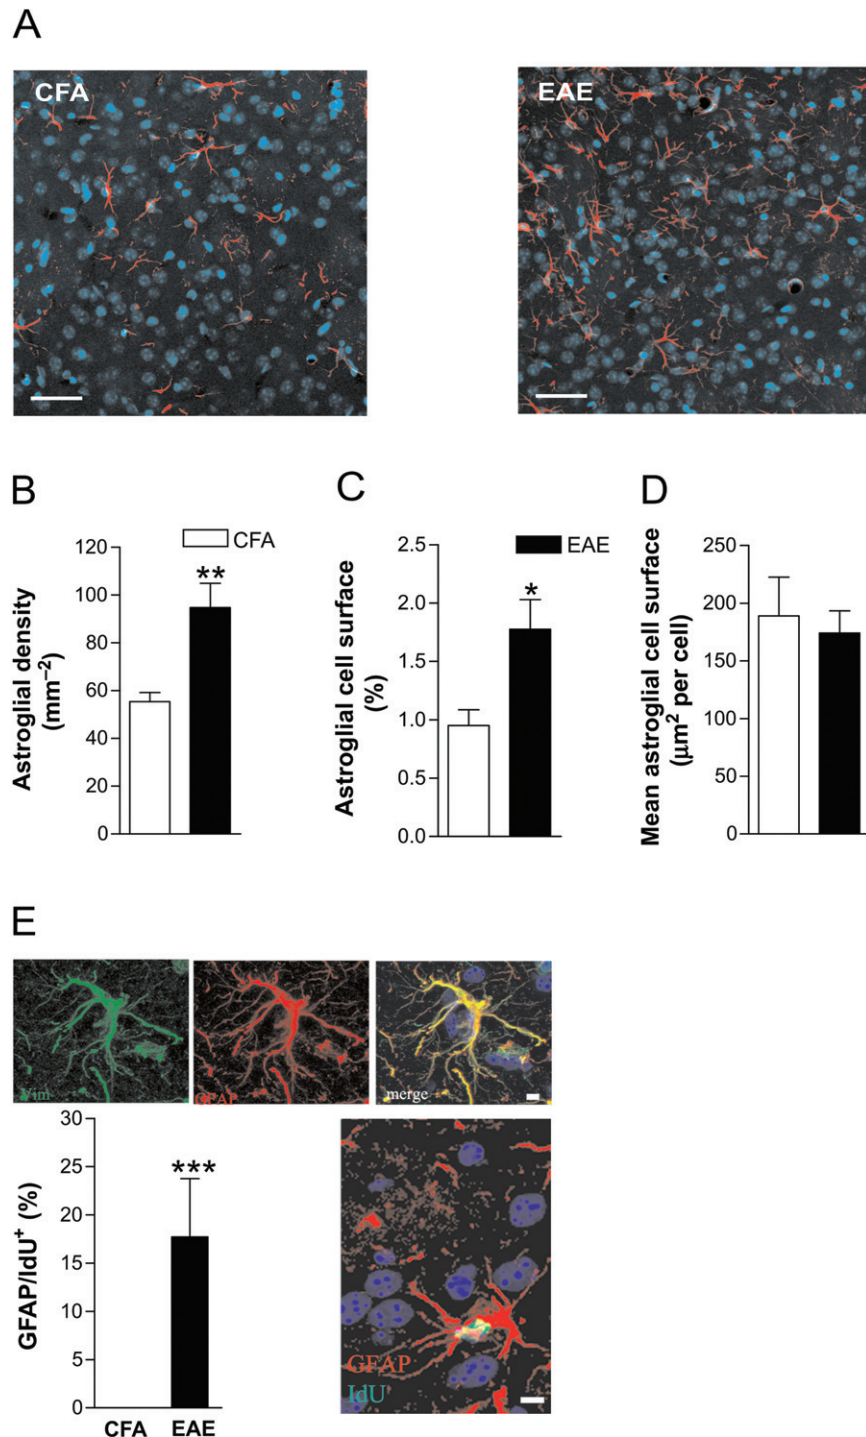 A
CFA
EAE
B
CFA
Astroglial density
(mm⁻²)
120
100
80
60
40
20
0
**
C
EAE
Astroglial cell surface
(%)
2.5
2.0
1.5
1.0
0.5
0.0
*
D
Mean astroglial cell surface
(μm² per cell)
250
200
150
100
50
0
E
Vim
GFAP
merge
GFAP/IdU⁺ (%)
30
25
20
15
10
5
0
***
CFA
EAE
GFAP
IdU